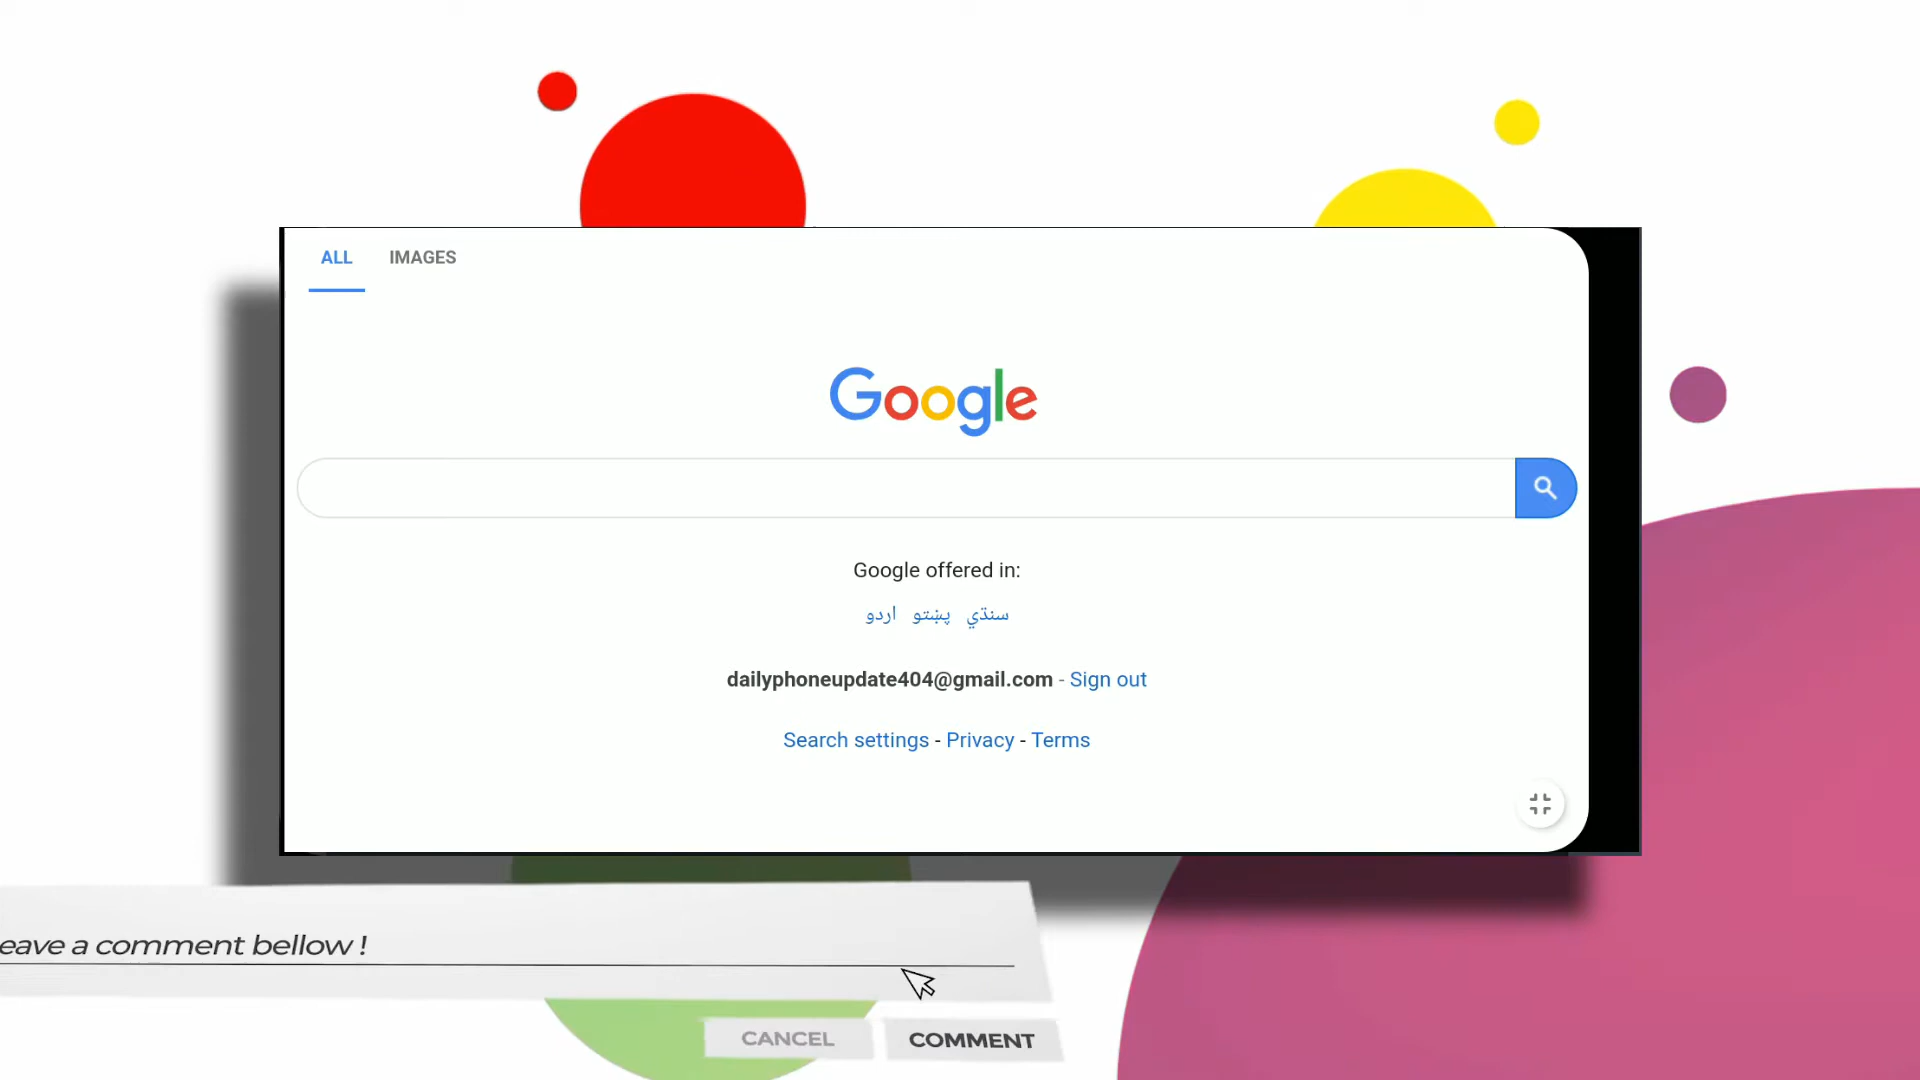 ALL IMAGES
Google
Google offered in:
اردو پښتو سنڌي
dailyphoneupdate404@gmail.com - Sign out
Search settings - Privacy - Terms
eave a comment bellow !
CANCEL COMMENT